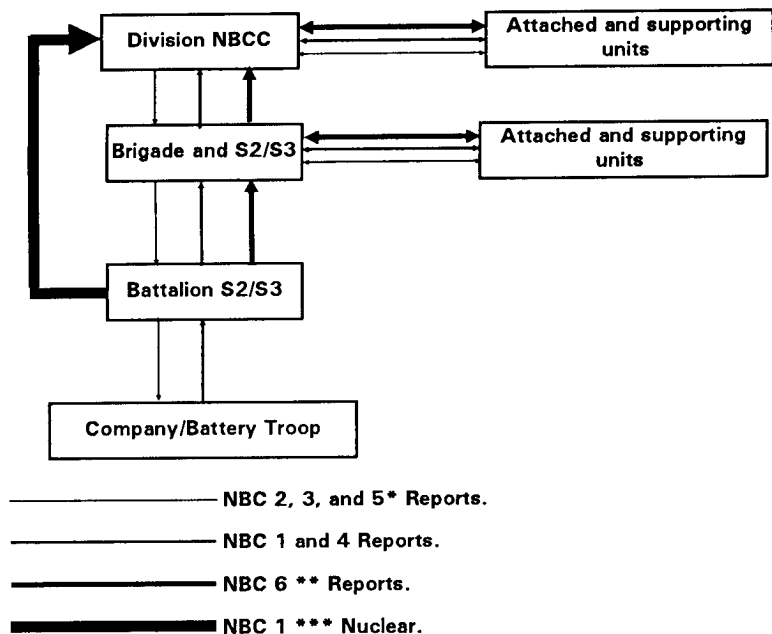 Division NBCC
Attached and supporting
units
Brigade and S2/S3
Attached and supporting
units
Battalion S2/S3
Company/Battery Troop
NBC 2, 3, and 5* Reports.
NBC 1 and 4 Reports.
NBC 6 ** Reports.
NBC 1 *** Nuclear.